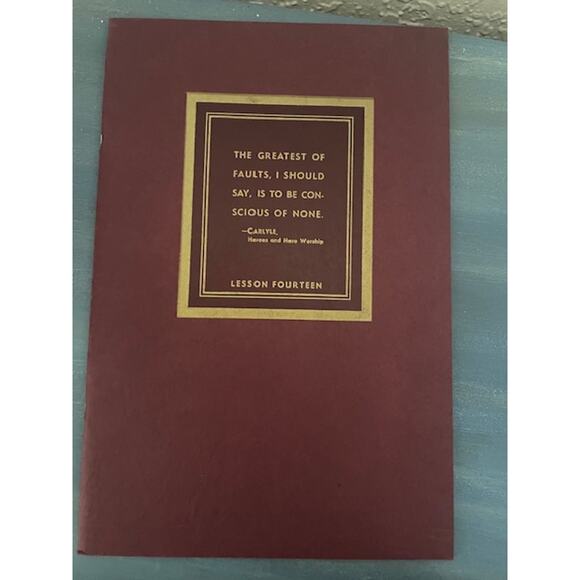 THE GREATEST OF
FAULTS, I SHOULD
SAY, IS TO BE CON-
SCIOUS OF NONE.
—CARLYLE,
Heroes and Hero Worship
LESSON FOURTEEN